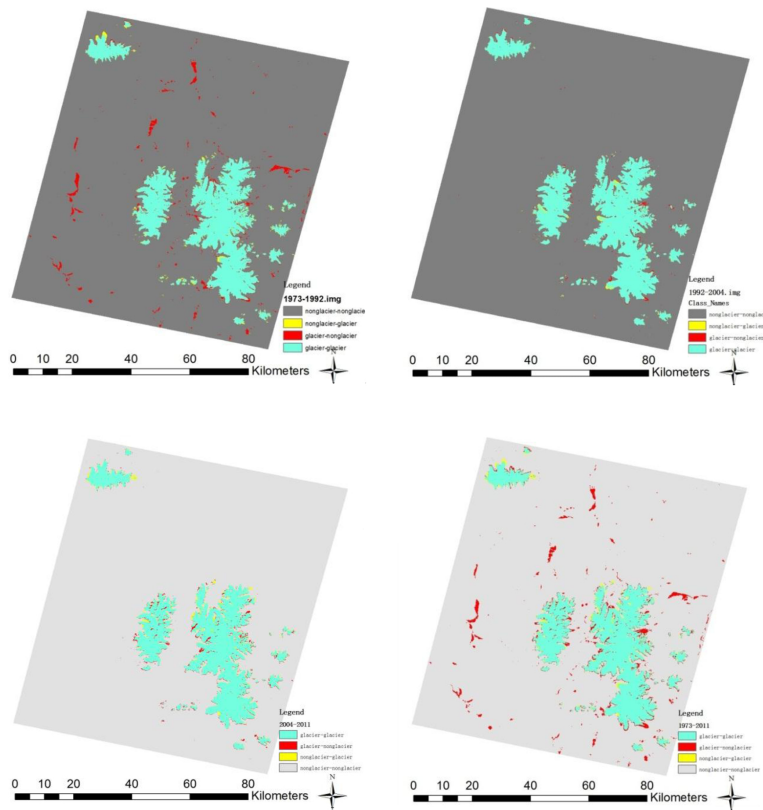 Legend
1973-1992.img
nonglacier-nonglacie
nonglacier-glacier
glacier-nonglacier
glacier-glacier
N
0 10 20 40 60 80
Kilometers
Legend
1992-2004.img
Class_Names
nonglacier-nonglac
nonglacier-glacier
glacier-nonglacier
glacier-glacier
N
0 10 20 40 60 80
Kilometers
Legend
2004-2011
glacier-glacier
glacier-nonglacier
nonglacier-glacier
nonglacier-nonglacier
N
0 10 20 40 60 80
Kilometers
Legend
1973-2011
glacier-glacier
glacier-nonglacier
nonglacier-glacier
nonglacier-nonglacier
N
0 10 20 40 60 80
Kilometers